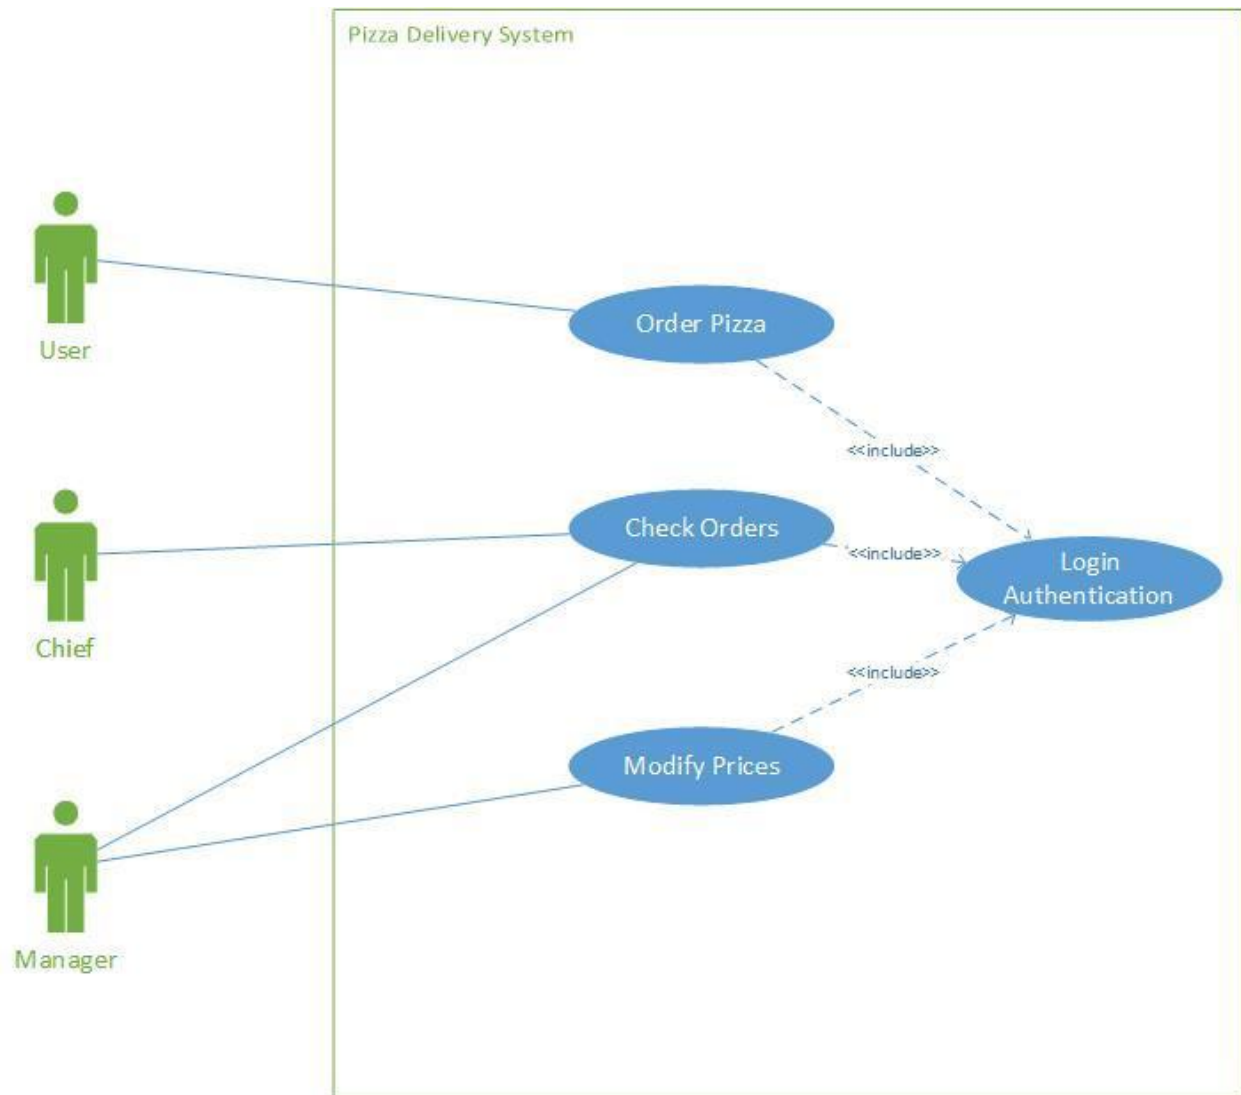 Pizza Delivery System
User
Order Pizza
<<include>>
Chief
Check Orders
<<include>>
Login
Authentication
<<include>>
Modify Prices
Manager